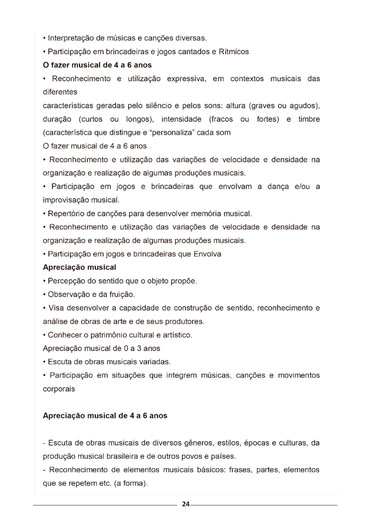 • Interpretação de músicas e canções diversas.
• Participação em brincadeiras e jogos cantados e Rítmicos
O fazer musical de 4 a 6 anos
• Reconhecimento e utilização expressiva, em contextos musicais das
diferentes
características geradas pelo silêncio e pelos sons: altura (graves ou agudos),
duração (curtos ou longos), intensidade (fracos ou fortes) e timbre
(característica que distingue e “personaliza” cada som
O fazer musical de 4 a 6 anos
• Reconhecimento e utilização das variações de velocidade e densidade na
organização e realização de algumas produções musicais.
• Participação em jogos e brincadeiras que envolvam a dança e/ou a
improvisação musical.
• Repertório de canções para desenvolver memória musical.
• Reconhecimento e utilização das variações de velocidade e densidade na
organização e realização de algumas produções musicais.
• Participação em jogos e brincadeiras que Envolva
Apreciação musical
• Percepção do sentido que o objeto propõe.
• Observação e da fruição.
• Visa desenvolver a capacidade de construção de sentido, reconhecimento e
análise de obras de arte e de seus produtores.
• Conhecer o patrimônio cultural e artístico.
Apreciação musical de 0 a 3 anos
• Escuta de obras musicais variadas.
• Participação em situações que integrem músicas, canções e movimentos
corporais
Apreciação musical de 4 a 6 anos
- Escuta de obras musicais de diversos gêneros, estilos, épocas e culturas, da
produção musical brasileira e de outros povos e países.
- Reconhecimento de elementos musicais básicos: frases, partes, elementos
que se repetem etc. (a forma).
24